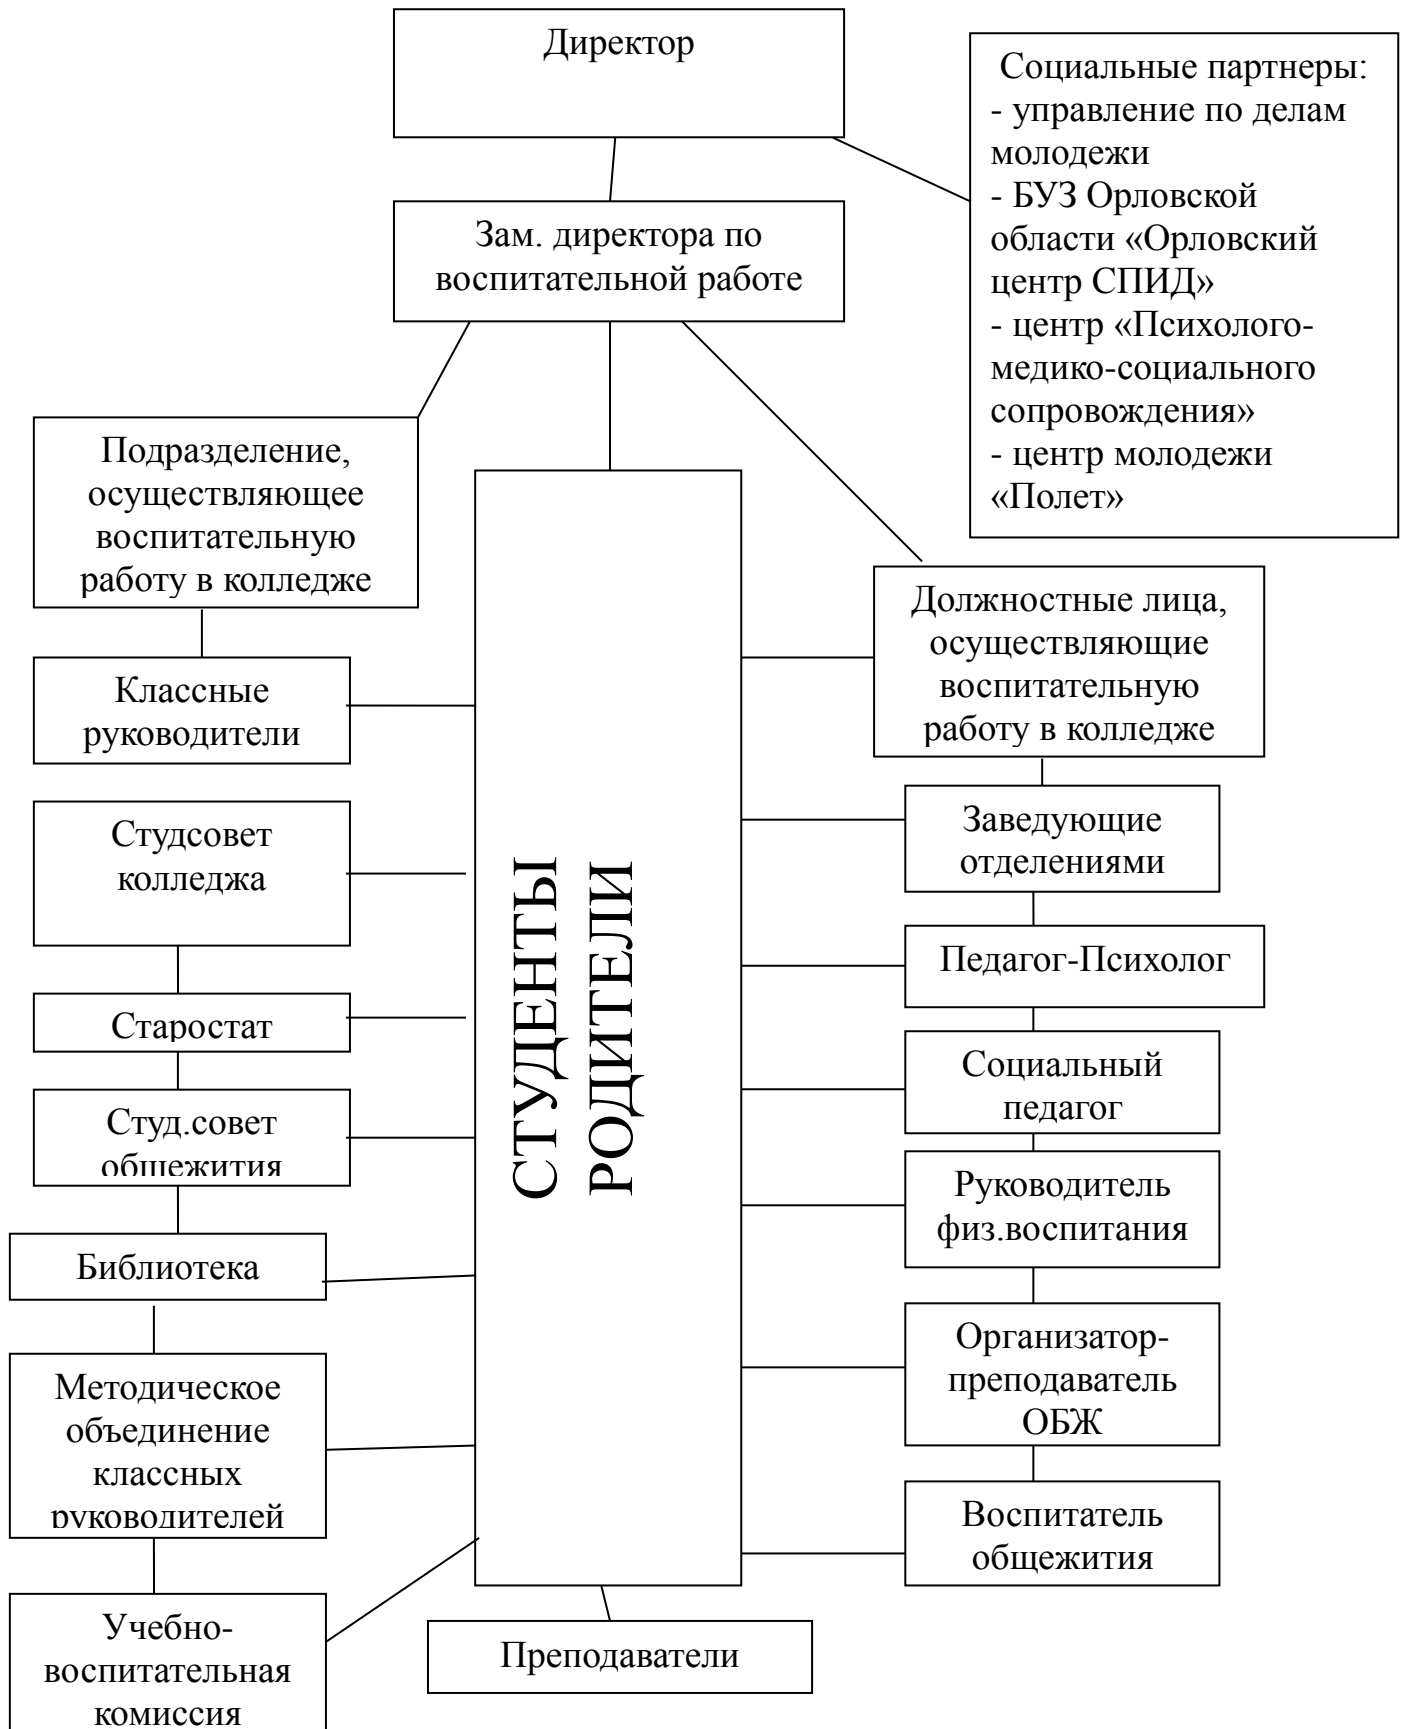 Директор
Социальные партнеры:
- управление по делам
молодежи
- БУЗ Орловской
области «Орловский
центр СПИД»
- центр «Психолого-
медико-социального
сопровождения»
- центр молодежи
«Полет»
Зам. директора по
воспитательной работе
Подразделение,
осуществляющее
воспитательную
работу в колледже
Должностные лица,
осуществляющие
воспитательную
работу в колледже
Классные
руководители
Студсовет
колледжа
Старостат
Студ.совет
общежития
Библиотека
Методическое
объединение
классных
руководителей
Учебно-
воспитательная
комиссия
СТУДЕНТЫ
РОДИТЕЛИ
Заведующие
отделениями
Педагог-Психолог
Социальный
педагог
Руководитель
физ.воспитания
Организатор-
преподаватель
ОБЖ
Воспитатель
общежития
Преподаватели